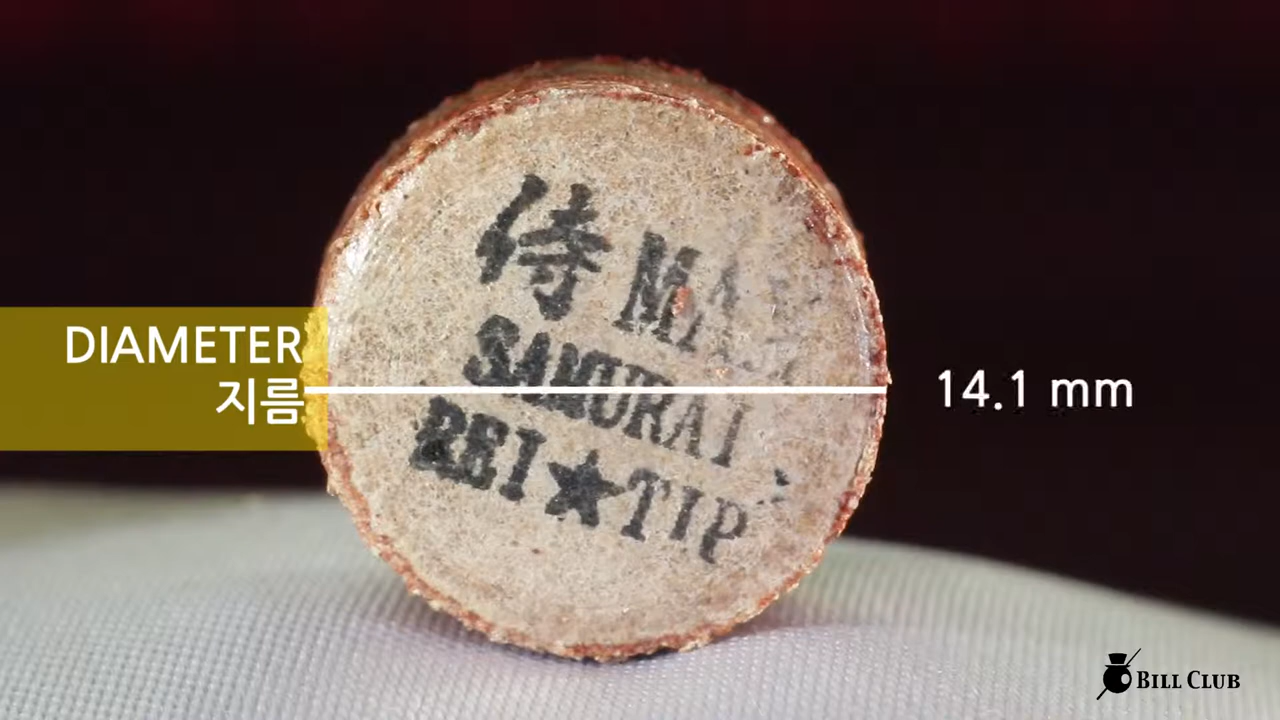 侍
SAMURAI
REI★TIP
DIAMETER
지름
14.1 mm
BILL CLUB